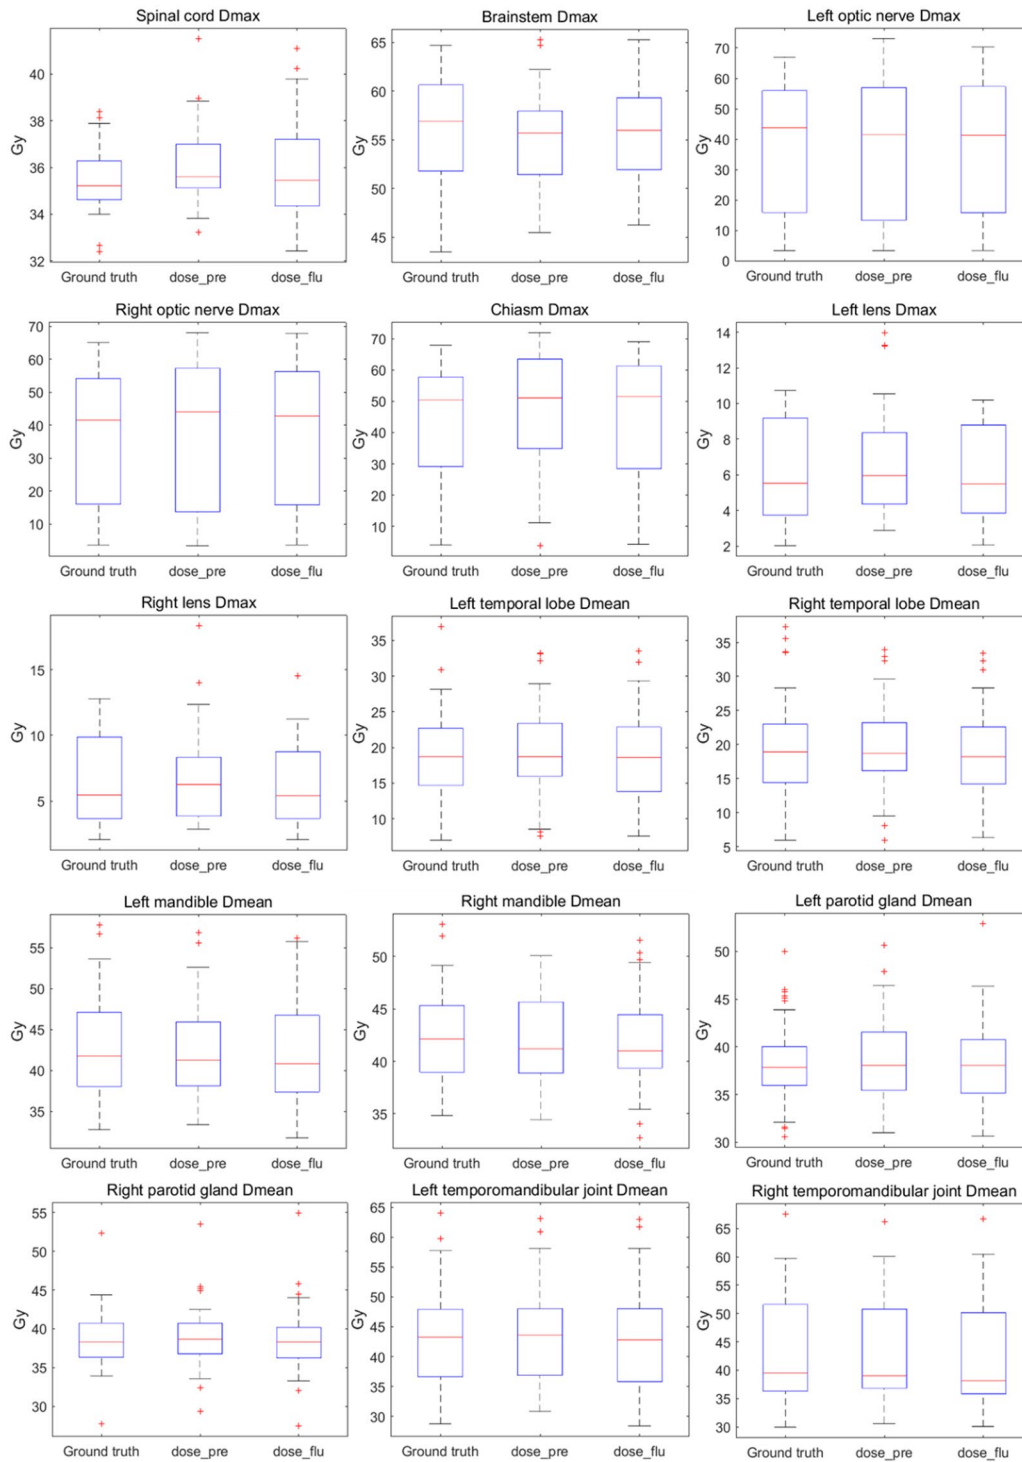 Spinal cord Dmax
Brainstem Dmax
Left optic nerve Dmax
40
38
36
34
32
Gy
65
60
55
50
45
Gy
70
60
50
40
30
20
10
0
Gy
Ground truth dose_pre dose_flu
Ground truth dose_pre dose_flu
Ground truth dose_pre dose_flu
Right optic nerve Dmax
Chiasm Dmax
Left lens Dmax
70
60
50
40
30
20
10
Gy
70
60
50
40
30
20
10
Gy
14
12
10
8
6
4
2
Gy
Ground truth dose_pre dose_flu
Ground truth dose_pre dose_flu
Ground truth dose_pre dose_flu
Right lens Dmax
Left temporal lobe Dmean
Right temporal lobe Dmean
15
10
5
Gy
35
30
25
20
15
10
Gy
35
30
25
20
15
10
5
Gy
Ground truth dose_pre dose_flu
Ground truth dose_pre dose_flu
Ground truth dose_pre dose_flu
Left mandible Dmean
Right mandible Dmean
Left parotid gland Dmean
55
50
45
40
35
Gy
50
45
40
35
Gy
50
45
40
35
30
Gy
Ground truth dose_pre dose_flu
Ground truth dose_pre dose_flu
Ground truth dose_pre dose_flu
Right parotid gland Dmean
Left temporomandibular joint Dmean
Right temporomandibular joint Dmean
55
50
45
40
35
30
Gy
65
60
55
50
45
40
35
30
Gy
65
60
55
50
45
40
35
30
Gy
Ground truth dose_pre dose_flu
Ground truth dose_pre dose_flu
Ground truth dose_pre dose_flu